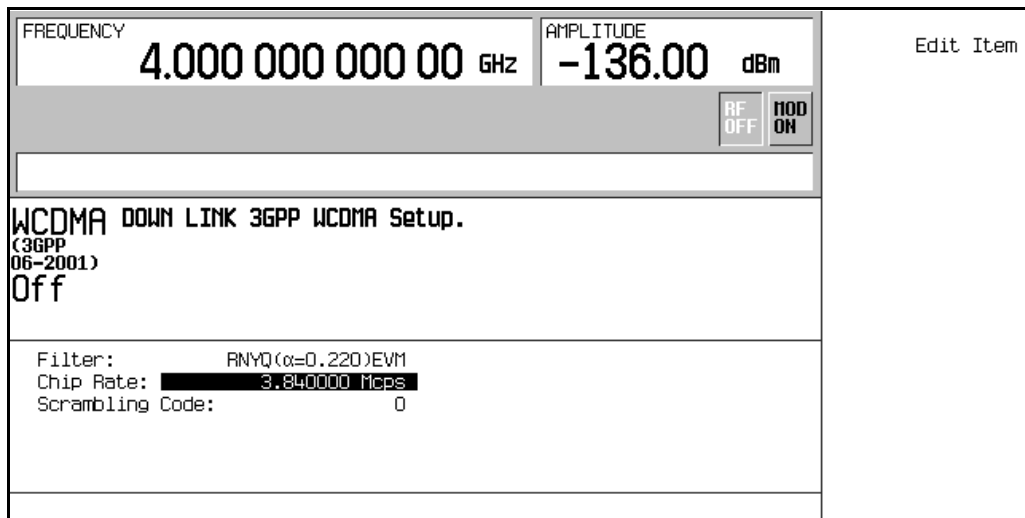 FREQUENCY
4.000 000 000 00 GHz
AMPLITUDE
-136.00 dBm
Edit Item
RF OFF
MOD ON
WCDMA DOWN LINK 3GPP WCDMA Setup.
(3GPP
06-2001)
Off
Filter: RNYQ(α=0.220)EVM
Chip Rate: 3.840000 Mcps
Scrambling Code: 0